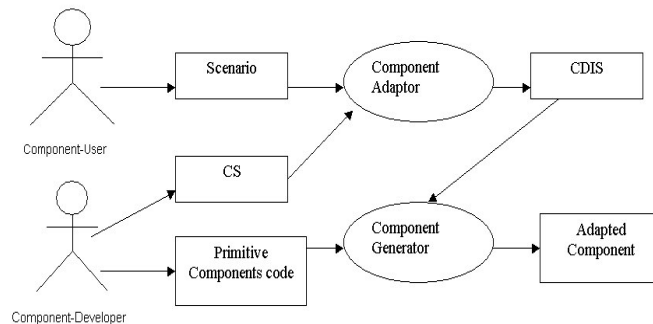 Scenario
Component
Adaptor
CDIS
Component-User
CS
Component
Generator
Adapted
Component
Primitive
Components code
Component-Developer